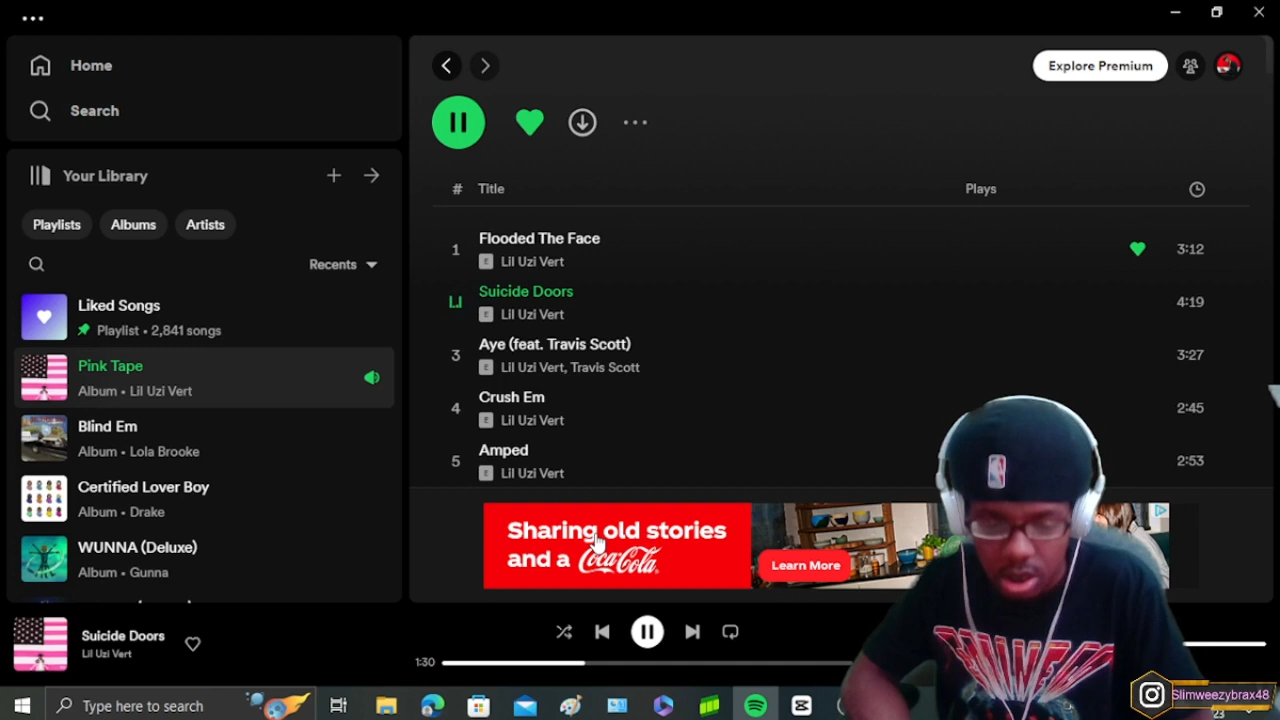 Home
Search
Explore Premium
Your Library
Playlists
Albums
Artists
Recents
Liked Songs
Playlist • 2,841 songs
Pink Tape
Album • Lil Uzi Vert
Blind Em
Album • Lola Brooke
Certified Lover Boy
Album • Drake
WUNNA (Deluxe)
Album • Gunna
# Title Plays
1 Flooded The Face 3:12
E Lil Uzi Vert
Suicide Doors 4:19
E Lil Uzi Vert
3 Aye (feat. Travis Scott) 3:27
E Lil Uzi Vert, Travis Scott
4 Crush Em 2:45
E Lil Uzi Vert
5 Amped 2:53
E Lil Uzi Vert
Sharing old stories
and a Coca-Cola
Learn More
Suicide Doors
Lil Uzi Vert
1:30
Slimweezybrax48
Type here to search